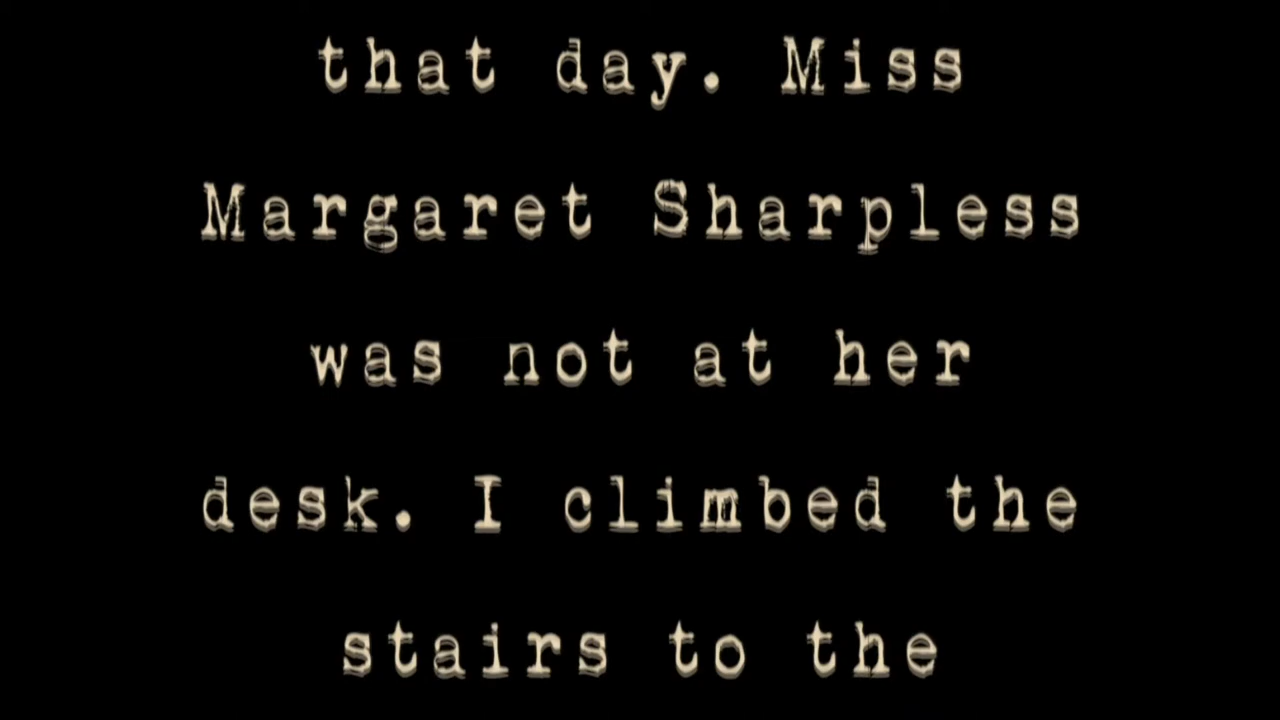 that day. Miss
Margaret Sharpless
was not at her
desk. I climbed the
stairs to the